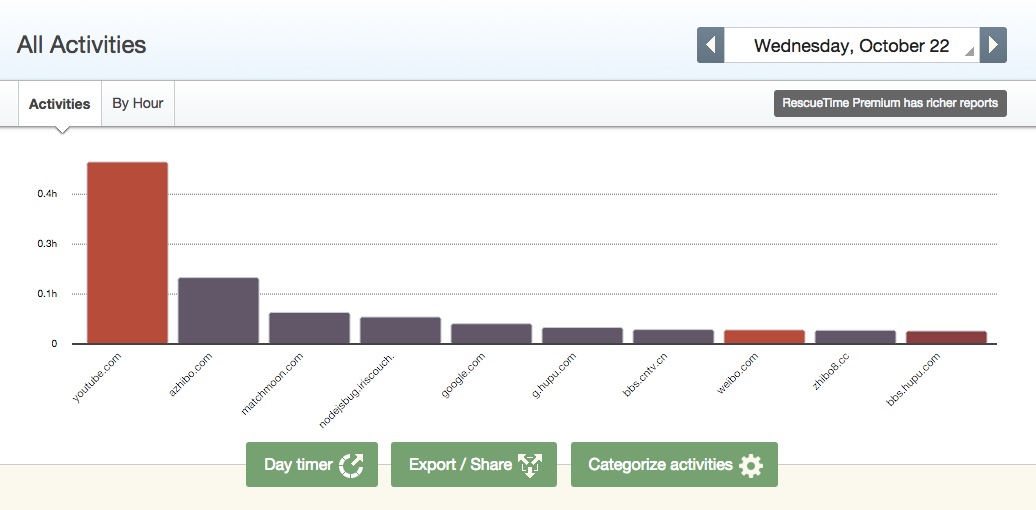 All Activities
Wednesday, October 22
Activities
By Hour
RescueTime Premium has richer reports
0.4h
0.3h
0.1h
0
youtube.com
azhibo.com
matchmoon.com
nodejsbug.iriscouch.
google.com
g.hupu.com
bbs.cntv.cn
weibo.com
zhibo8.cc
bbs.hupu.com
Day timer
Export / Share
Categorize activities